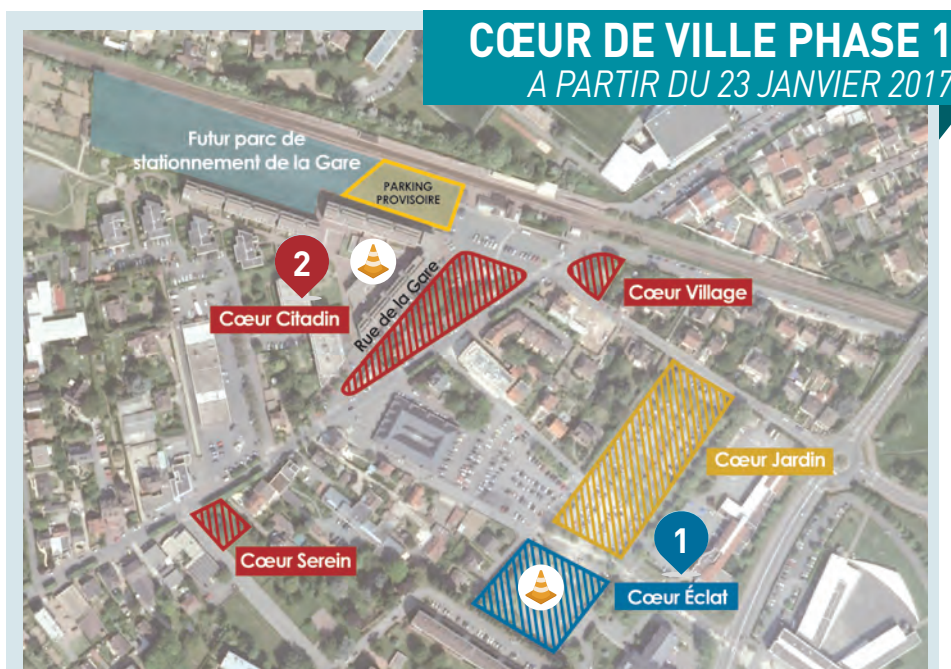 CŒUR DE VILLE PHASE 1
A PARTIR DU 23 JANVIER 2017
Futur parc de
stationnement de la Gare
PARKING
PROVISOIRE
2
Cœur Citadin
Rue de la Gare
Cœur Village
Cœur Jardin
1
Cœur Serein
Cœur Éclat